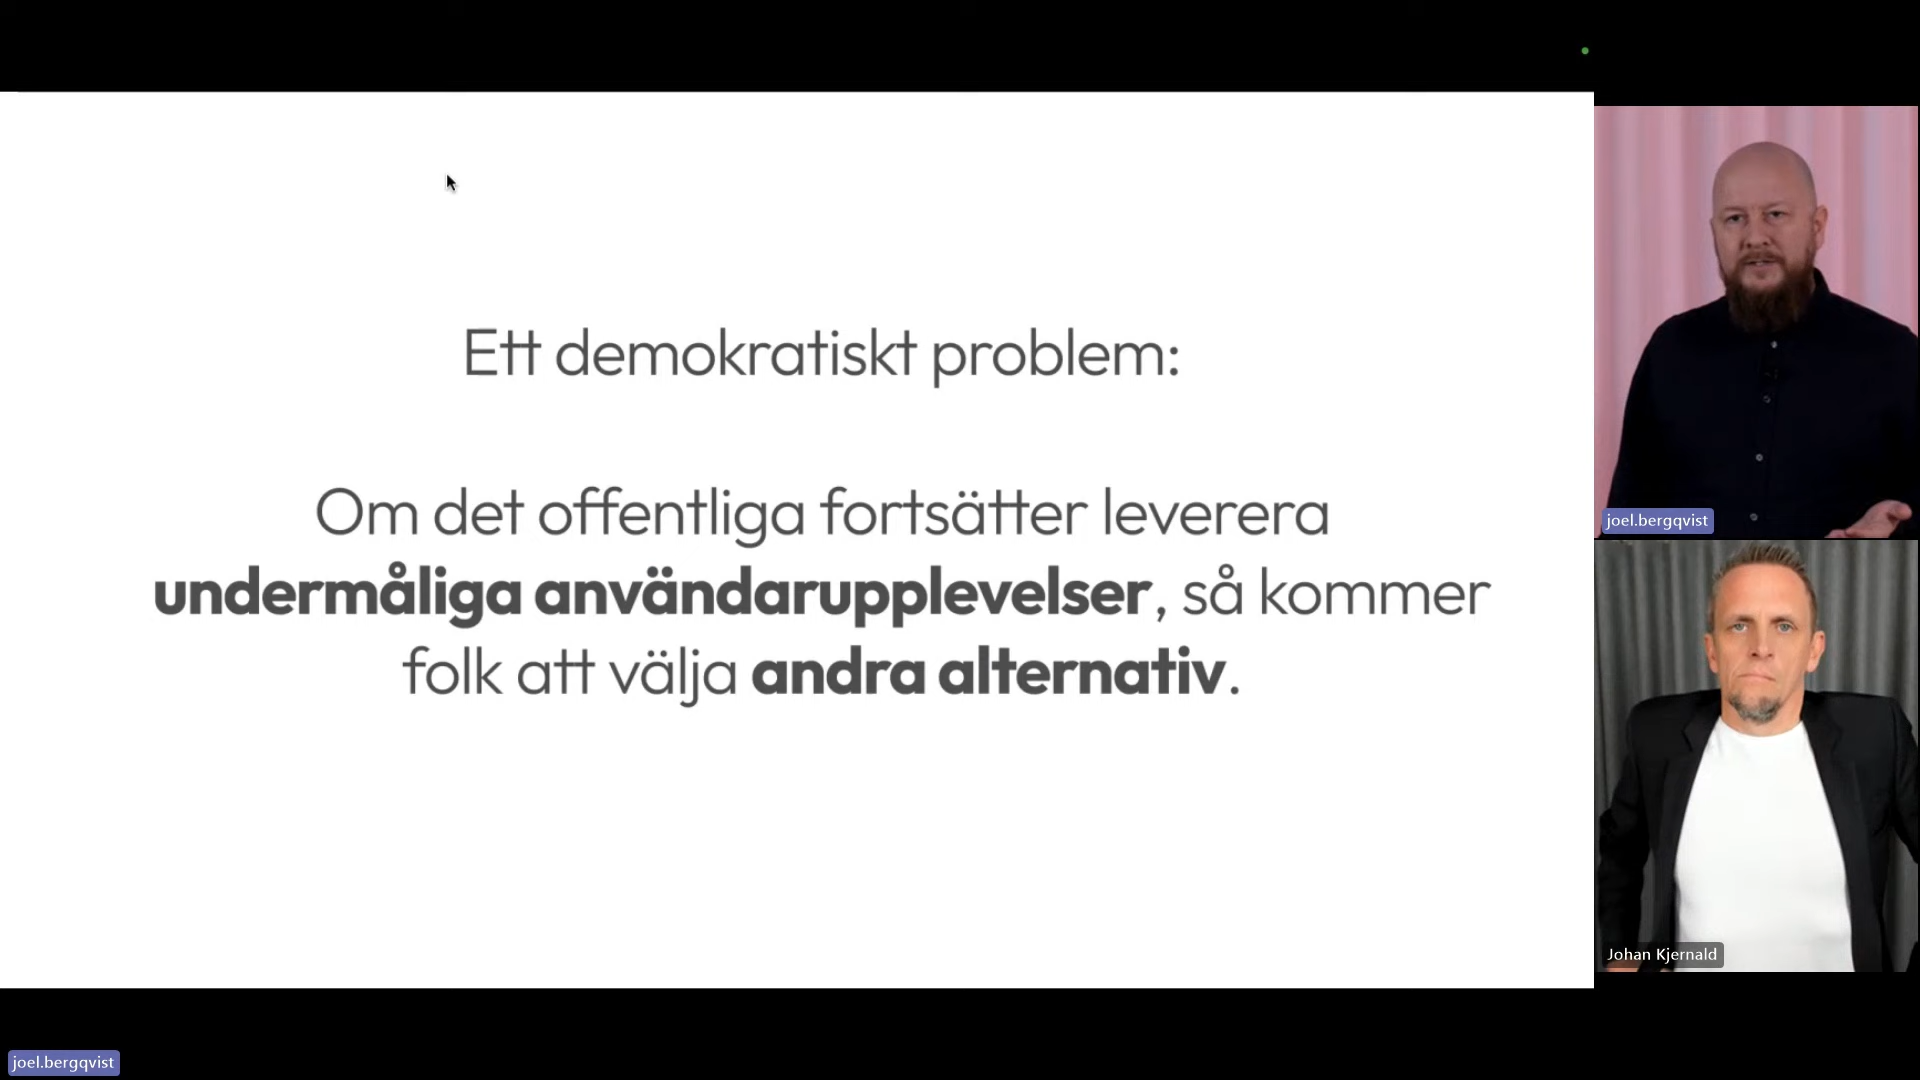 Ett demokratiskt problem:
Om det offentliga fortsätter leverera
undermåliga användarupplevelser, så kommer
folk att välja andra alternativ.
joel.bergqvist
Johan Kjernald
joel.bergqvist